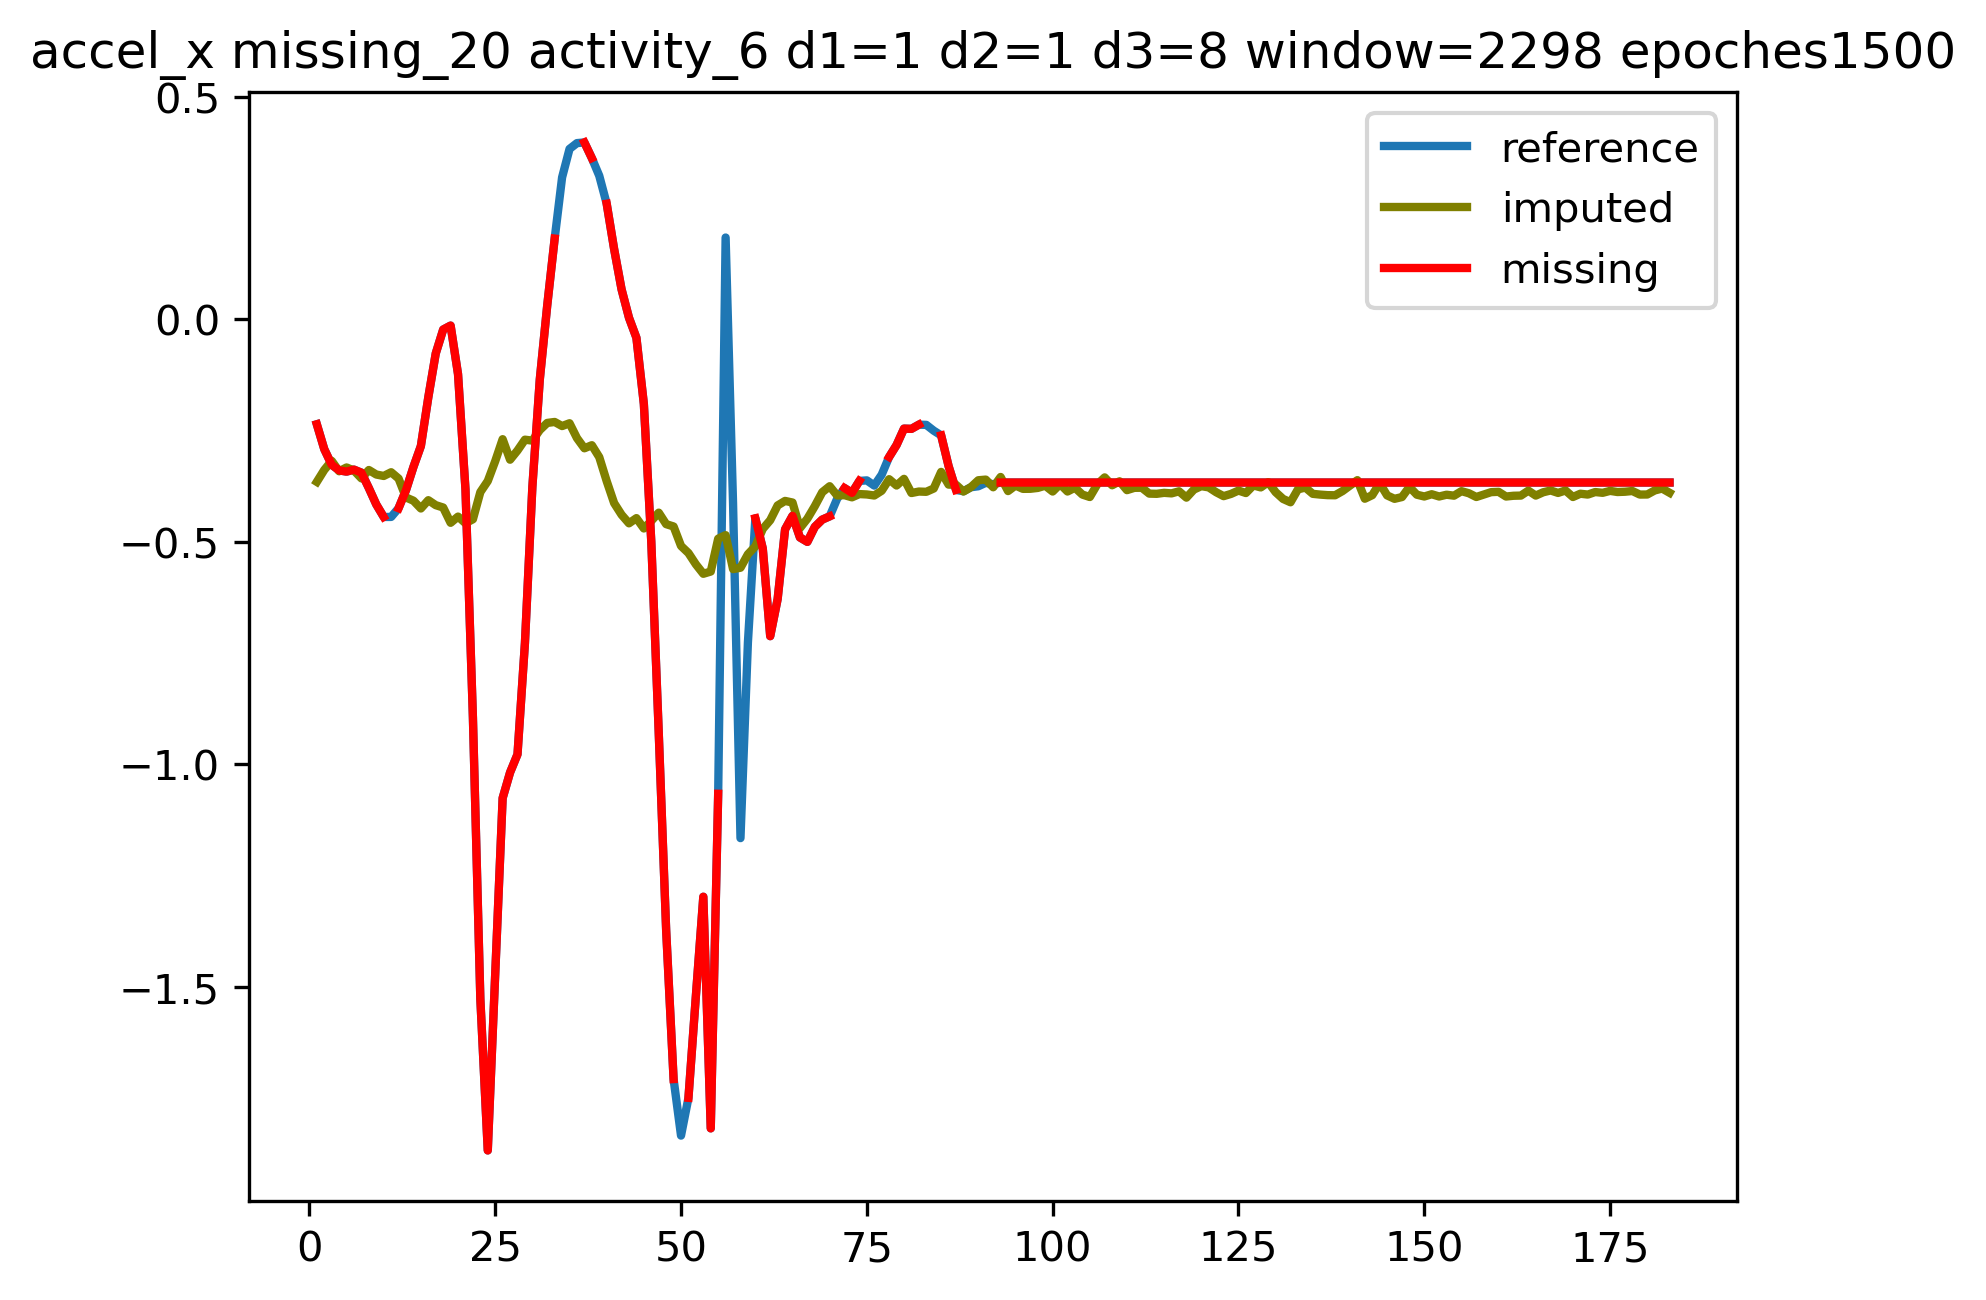 accel_x missing_20 activity_6 d1=1 d2=1 d3=8 window=2298 epoches1500
0.5
0.0
−0.5
−1.0
−1.5
reference
imputed
missing
0 25 50 75 100 125 150 175